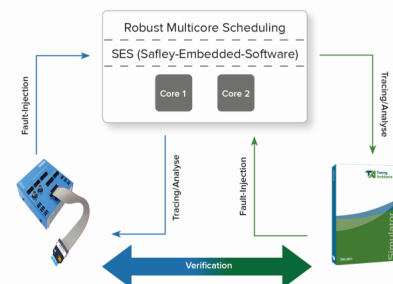 Robust Multicore Scheduling
SES (Safley-Embedded-Software)
Core 1
Core 2
Fault-Injection
Tracing/Analyse
Tracing/Analyse
Fault-Injection
Simulator
Verification